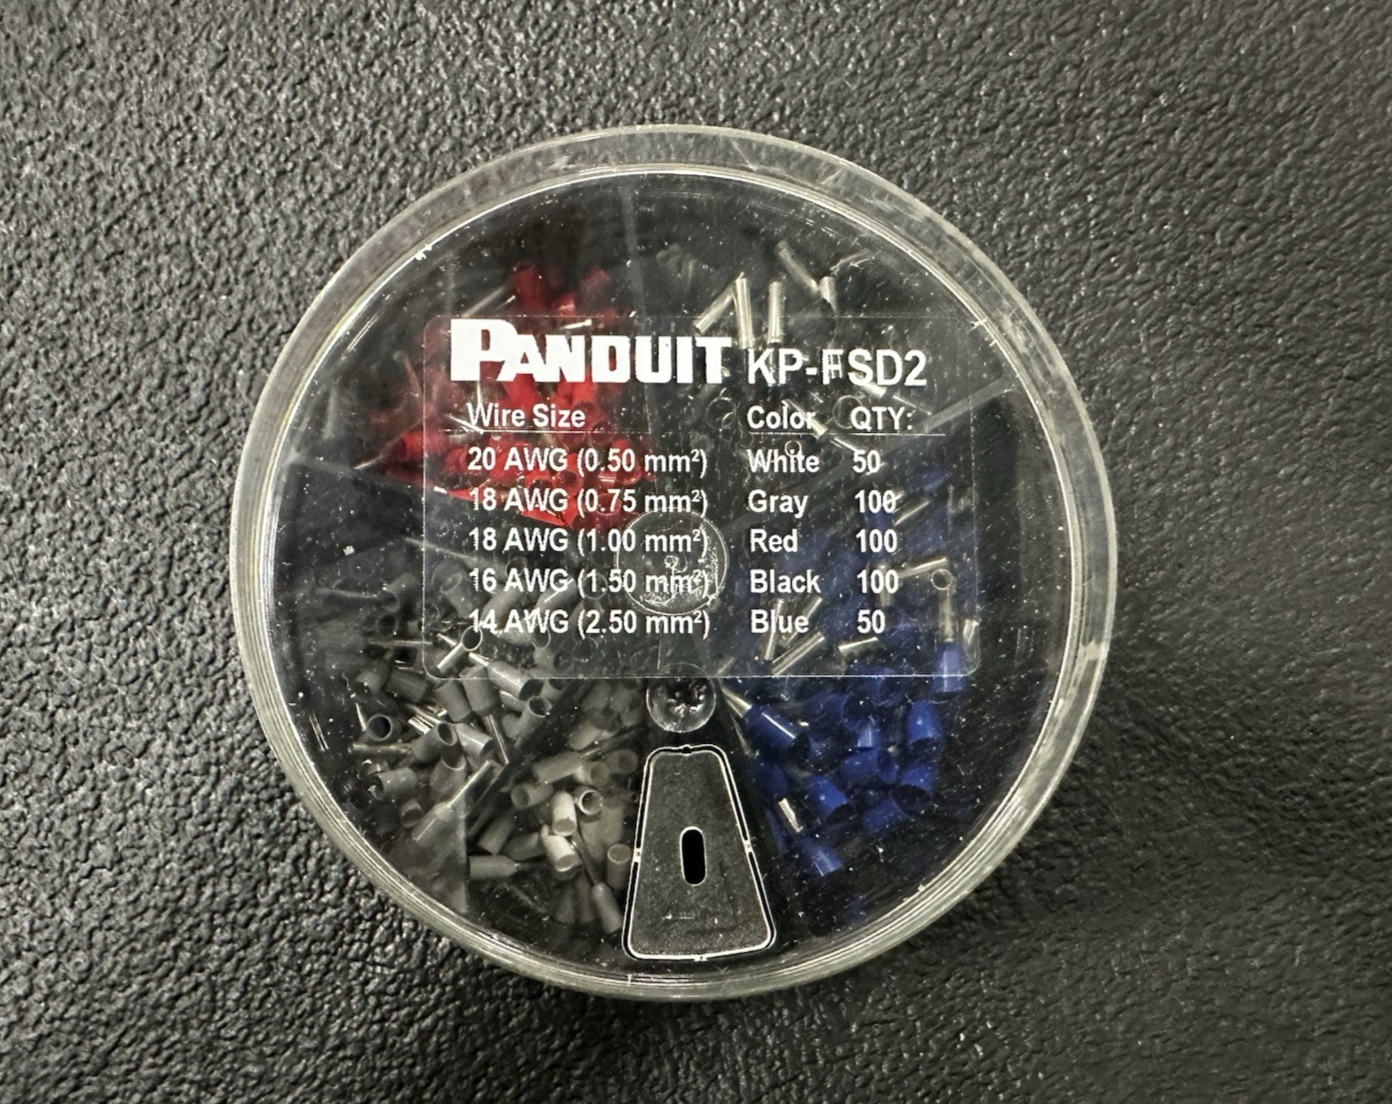 PANDUIT KP-FSD2
Wire Size Color QTY:
20 AWG (0.50 mm²) White 50
18 AWG (0.75 mm²) Gray 100
18 AWG (1.00 mm²) Red 100
16 AWG (1.50 mm²) Black 100
14 AWG (2.50 mm²) Blue 50